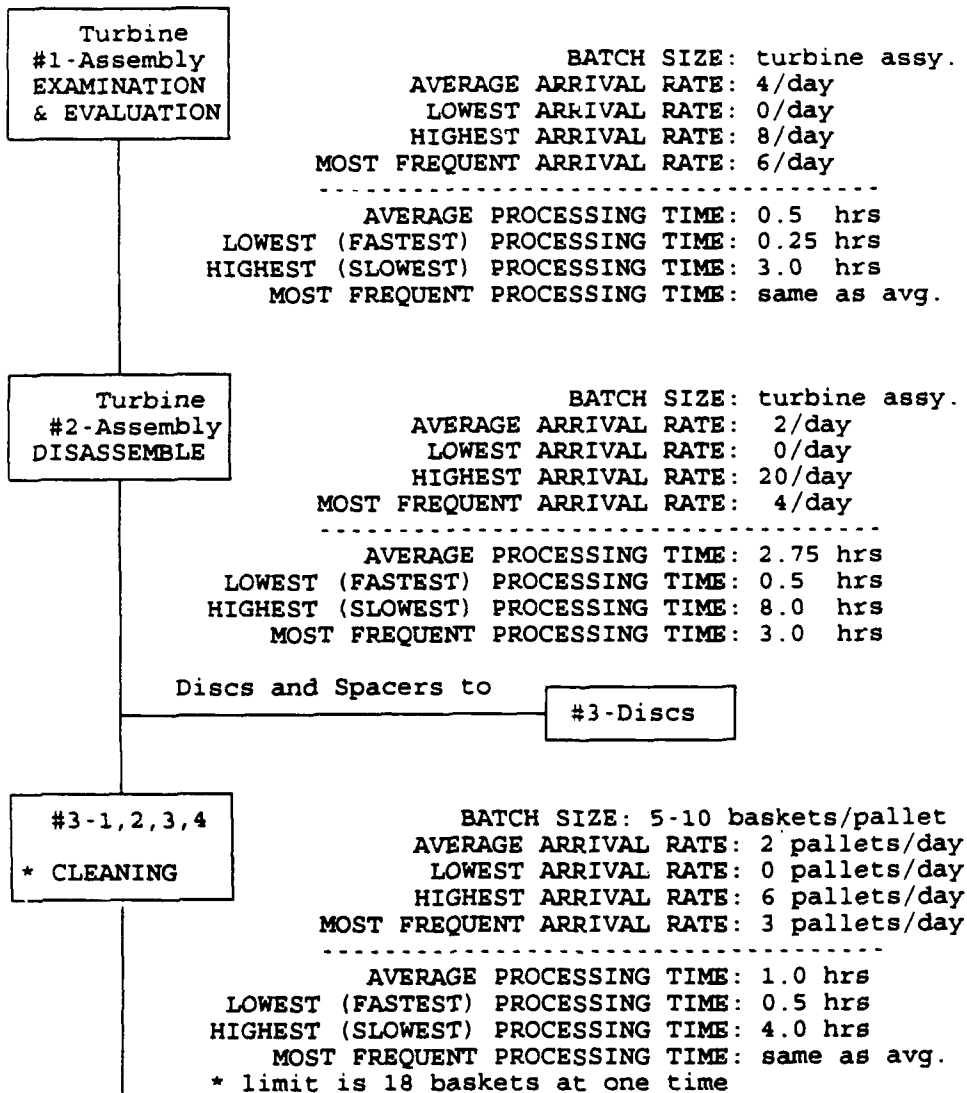 Turbine
#1-Assembly
EXAMINATION
& EVALUATION
BATCH SIZE: turbine assy.
AVERAGE ARRIVAL RATE: 4/day
LOWEST ARRIVAL RATE: 0/day
HIGHEST ARRIVAL RATE: 8/day
MOST FREQUENT ARRIVAL RATE: 6/day
AVERAGE PROCESSING TIME: 0.5 hrs
LOWEST (FASTEST) PROCESSING TIME: 0.25 hrs
HIGHEST (SLOWEST) PROCESSING TIME: 3.0 hrs
MOST FREQUENT PROCESSING TIME: same as avg.
Turbine
#2-Assembly
DISASSEMBLE
BATCH SIZE: turbine assy.
AVERAGE ARRIVAL RATE: 2/day
LOWEST ARRIVAL RATE: 0/day
HIGHEST ARRIVAL RATE: 20/day
MOST FREQUENT ARRIVAL RATE: 4/day
AVERAGE PROCESSING TIME: 2.75 hrs
LOWEST (FASTEST) PROCESSING TIME: 0.5 hrs
HIGHEST (SLOWEST) PROCESSING TIME: 8.0 hrs
MOST FREQUENT PROCESSING TIME: 3.0 hrs
Discs and Spacers to
#3-Discs
#3-1,2,3,4
* CLEANING
BATCH SIZE: 5-10 baskets/pallet
AVERAGE ARRIVAL RATE: 2 pallets/day
LOWEST ARRIVAL RATE: 0 pallets/day
HIGHEST ARRIVAL RATE: 6 pallets/day
MOST FREQUENT ARRIVAL RATE: 3 pallets/day
AVERAGE PROCESSING TIME: 1.0 hrs
LOWEST (FASTEST) PROCESSING TIME: 0.5 hrs
HIGHEST (SLOWEST) PROCESSING TIME: 4.0 hrs
MOST FREQUENT PROCESSING TIME: same as avg.
* limit is 18 baskets at one time